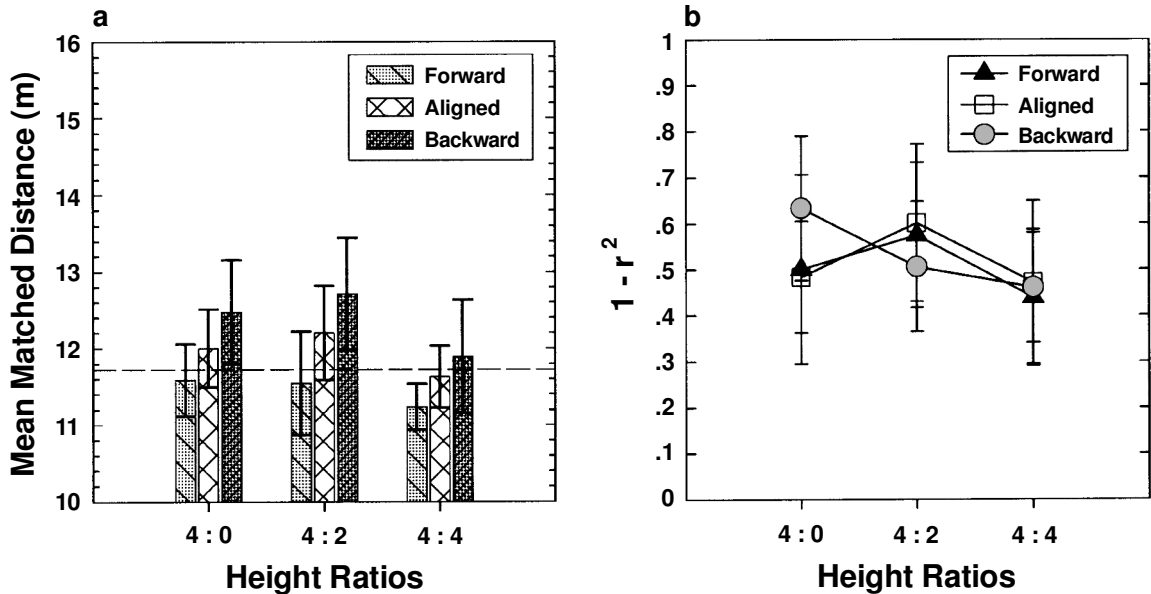 a
Mean Matched Distance (m)
16
15
14
13
12
11
10
Forward
Aligned
Backward
4 : 0
4 : 2
4 : 4
Height Ratios
b
1 - r²
1
.9
.8
.7
.6
.5
.4
.3
.2
.1
0
Forward
Aligned
Backward
4 : 0
4 : 2
4 : 4
Height Ratios